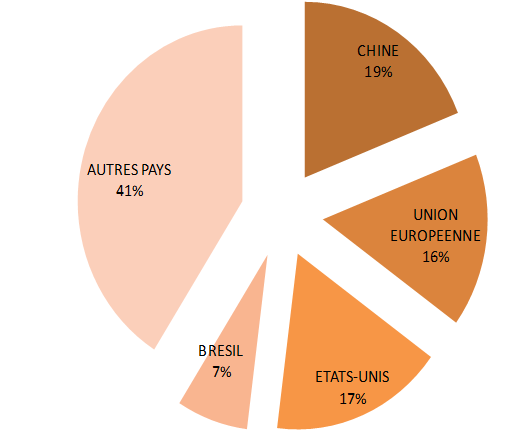 CHINE
19%
UNION
EUROPEENNE
16%
ETATS-UNIS
17%
BRESIL
7%
AUTRES PAYS
41%